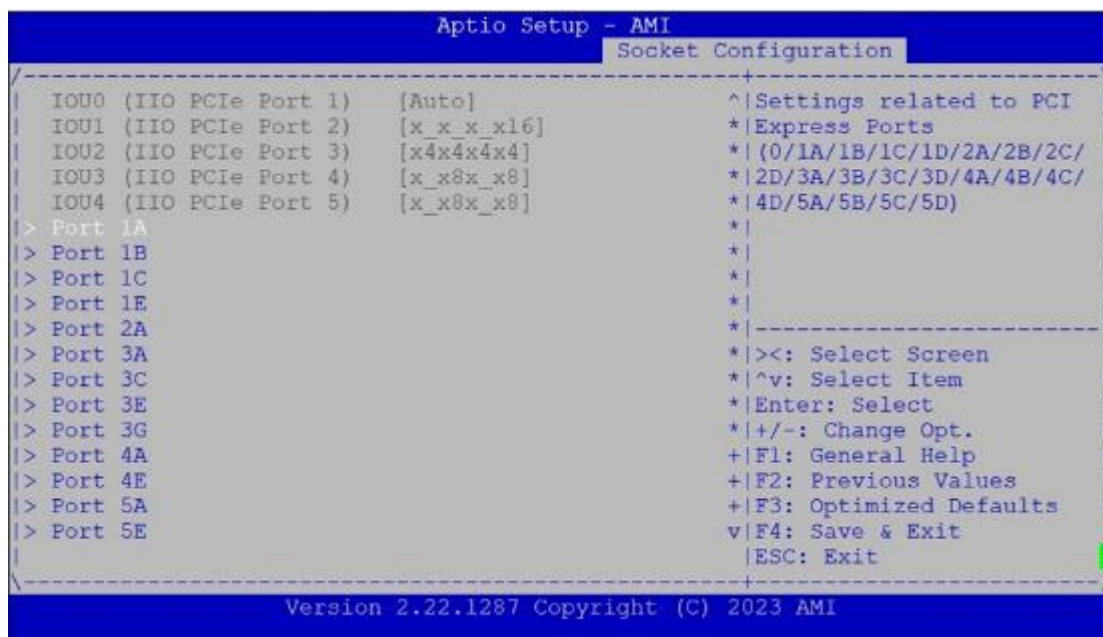 Aptio Setup - AMI
Socket Configuration
/----------------------------------------------------+-------------------------\
| IOU0 (IIO PCIe Port 1) [Auto] ^|Settings related to PCI
| IOU1 (IIO PCIe Port 2) [x_x_x_x16] *|Express Ports
| IOU2 (IIO PCIe Port 3) [x4x4x4x4] *|(0/1A/1B/1C/1D/2A/2B/2C/
| IOU3 (IIO PCIe Port 4) [x_x8x_x8] *|2D/3A/3B/3C/3D/4A/4B/4C/
| IOU4 (IIO PCIe Port 5) [x_x8x_x8] *|4D/5A/5B/5C/5D)
|> Port 1A *|
|> Port 1B *|
|> Port 1C *|
|> Port 1E *|
|> Port 2A *|-------------------------
|> Port 3A *|><: Select Screen
|> Port 3C *|^v: Select Item
|> Port 3E *|Enter: Select
|> Port 3G *|+/-: Change Opt.
|> Port 4A +|F1: General Help
|> Port 4E +|F2: Previous Values
|> Port 5A +|F3: Optimized Defaults
|> Port 5E v|F4: Save & Exit
| |ESC: Exit
\----------------------------------------------------+-------------------------/
Version 2.22.1287 Copyright (C) 2023 AMI